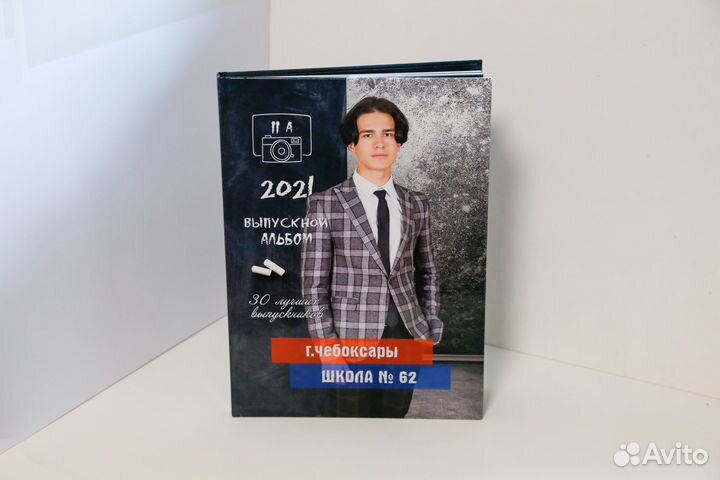 11 А
2021
ВЫПУСКНОЙ
АЛЬБОМ
30 лучших
выпускников
г.Чебоксары
ШКОЛА № 62
Avito